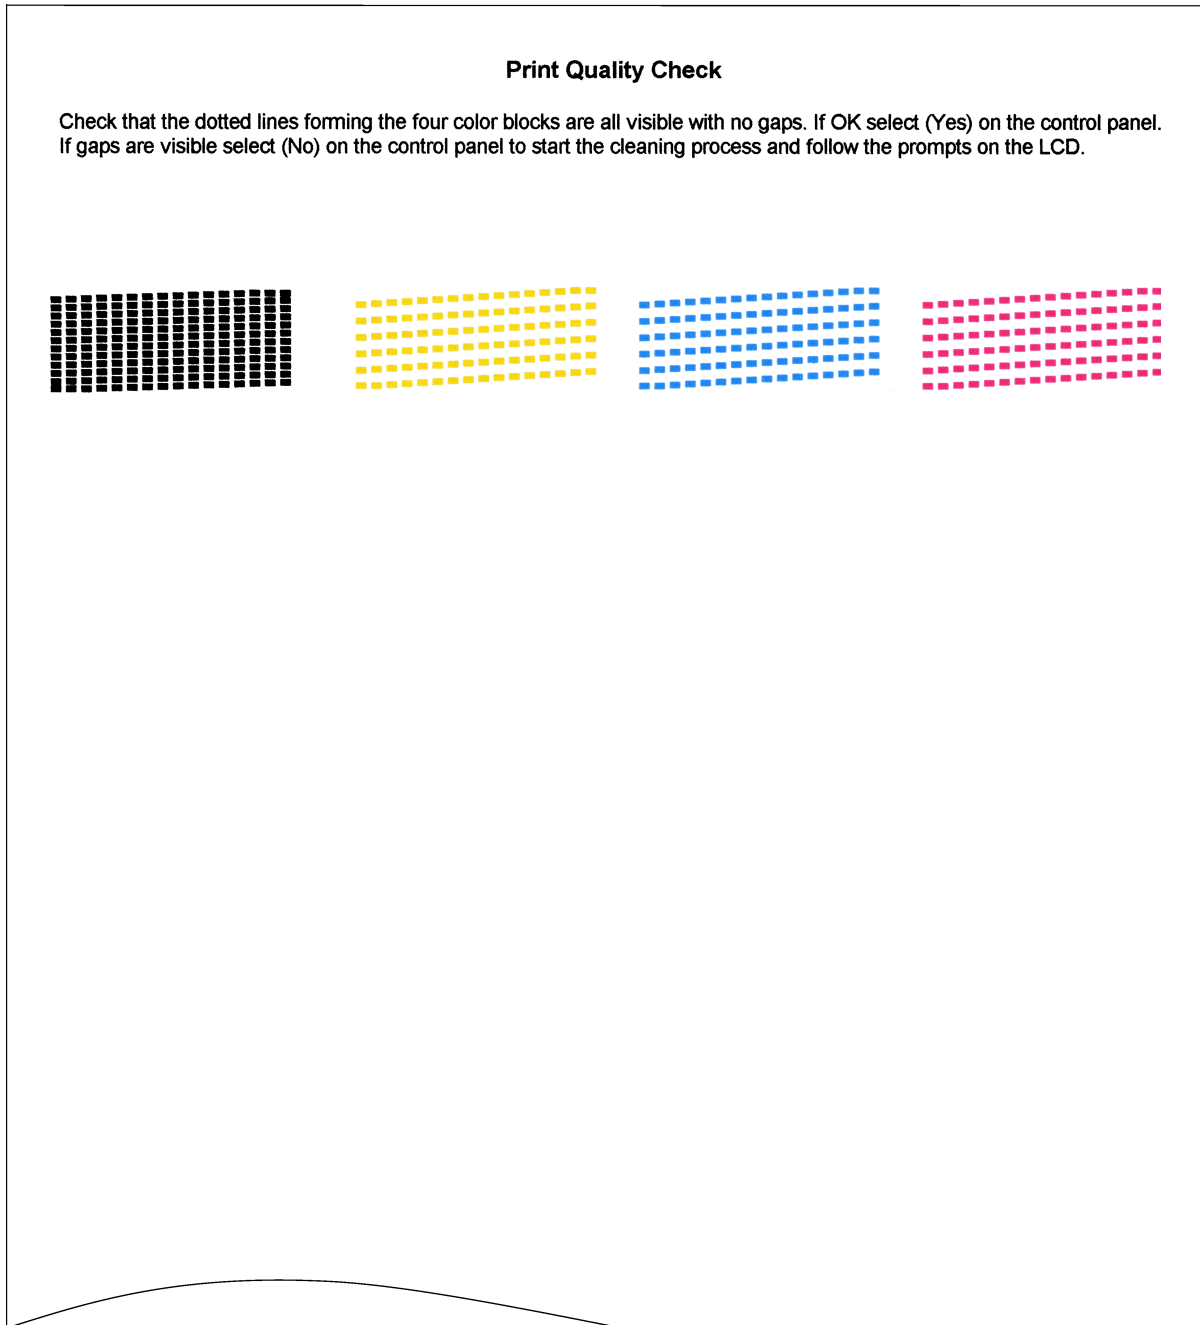 Print Quality Check
Check that the dotted lines forming the four color blocks are all visible with no gaps. If OK select (Yes) on the control panel.
If gaps are visible select (No) on the control panel to start the cleaning process and follow the prompts on the LCD.